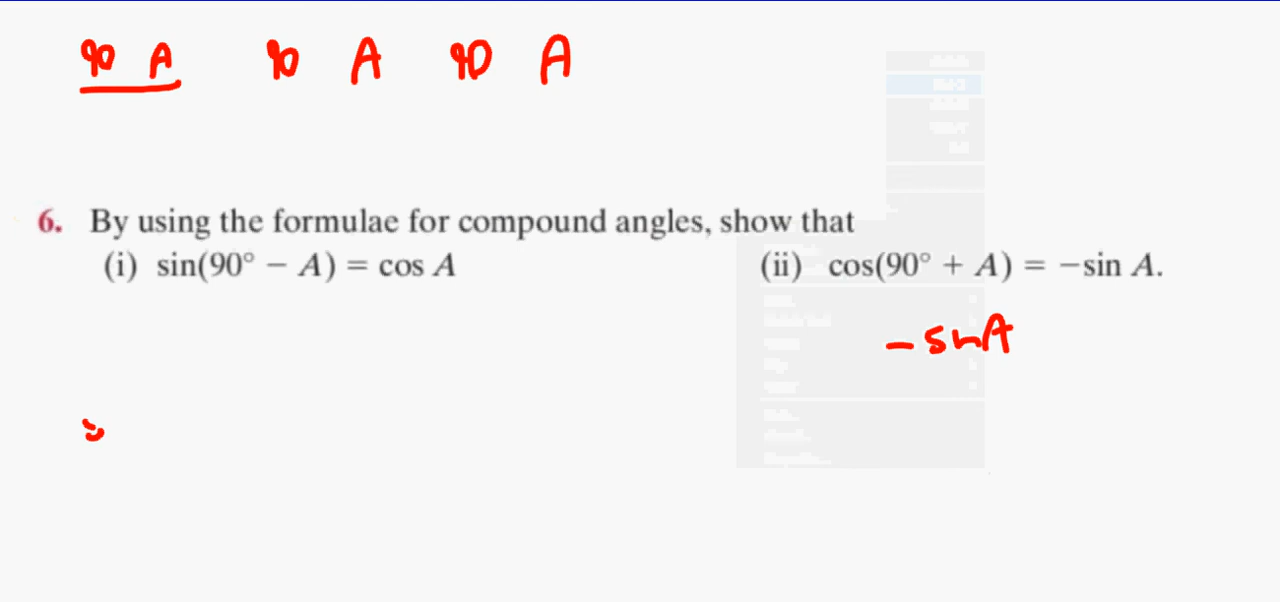 90 A 90 A 90 A
6. By using the formulae for compound angles, show that
(i) sin(90° − A) = cos A (ii) cos(90° + A) = −sin A.
− sinA